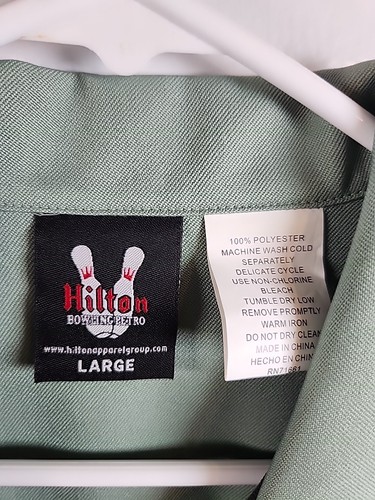 Hilton
BOWLING RETRO
www.hiltonapparelgroup.com
LARGE
100% POLYESTER
MACHINE WASH COLD
SEPARATELY
DELICATE CYCLE
USE NON-CHLORINE
BLEACH
TUMBLE DRY LOW
REMOVE PROMPTLY
WARM IRON
DO NOT DRY CLEAN
MADE IN CHINA
HECHO EN CHINA
RN71661